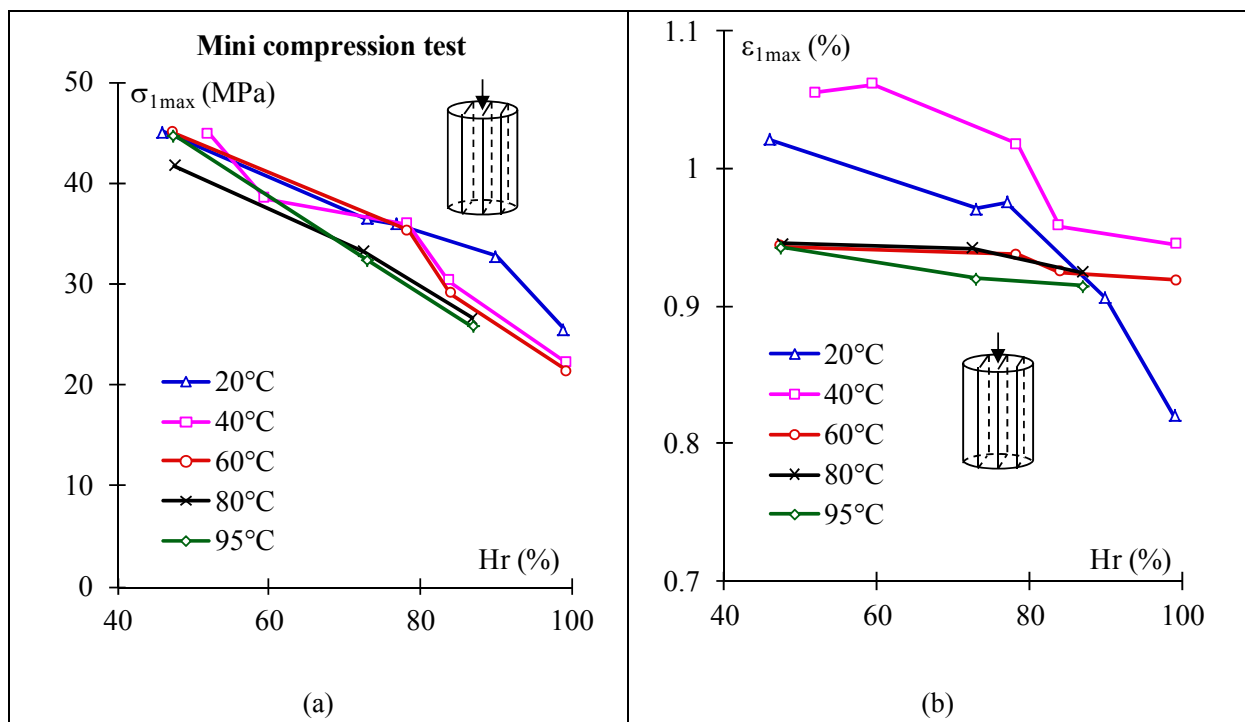 Mini compression test
σ1max (MPa)
50
40
30
20
10
0
20°C
40°C
60°C
80°C
95°C
Hr (%)
40 60 80 100
(a)
1.1
ε1max (%)
1
0.9
0.8
0.7
20°C
40°C
60°C
80°C
95°C
Hr (%)
40 60 80 100
(b)